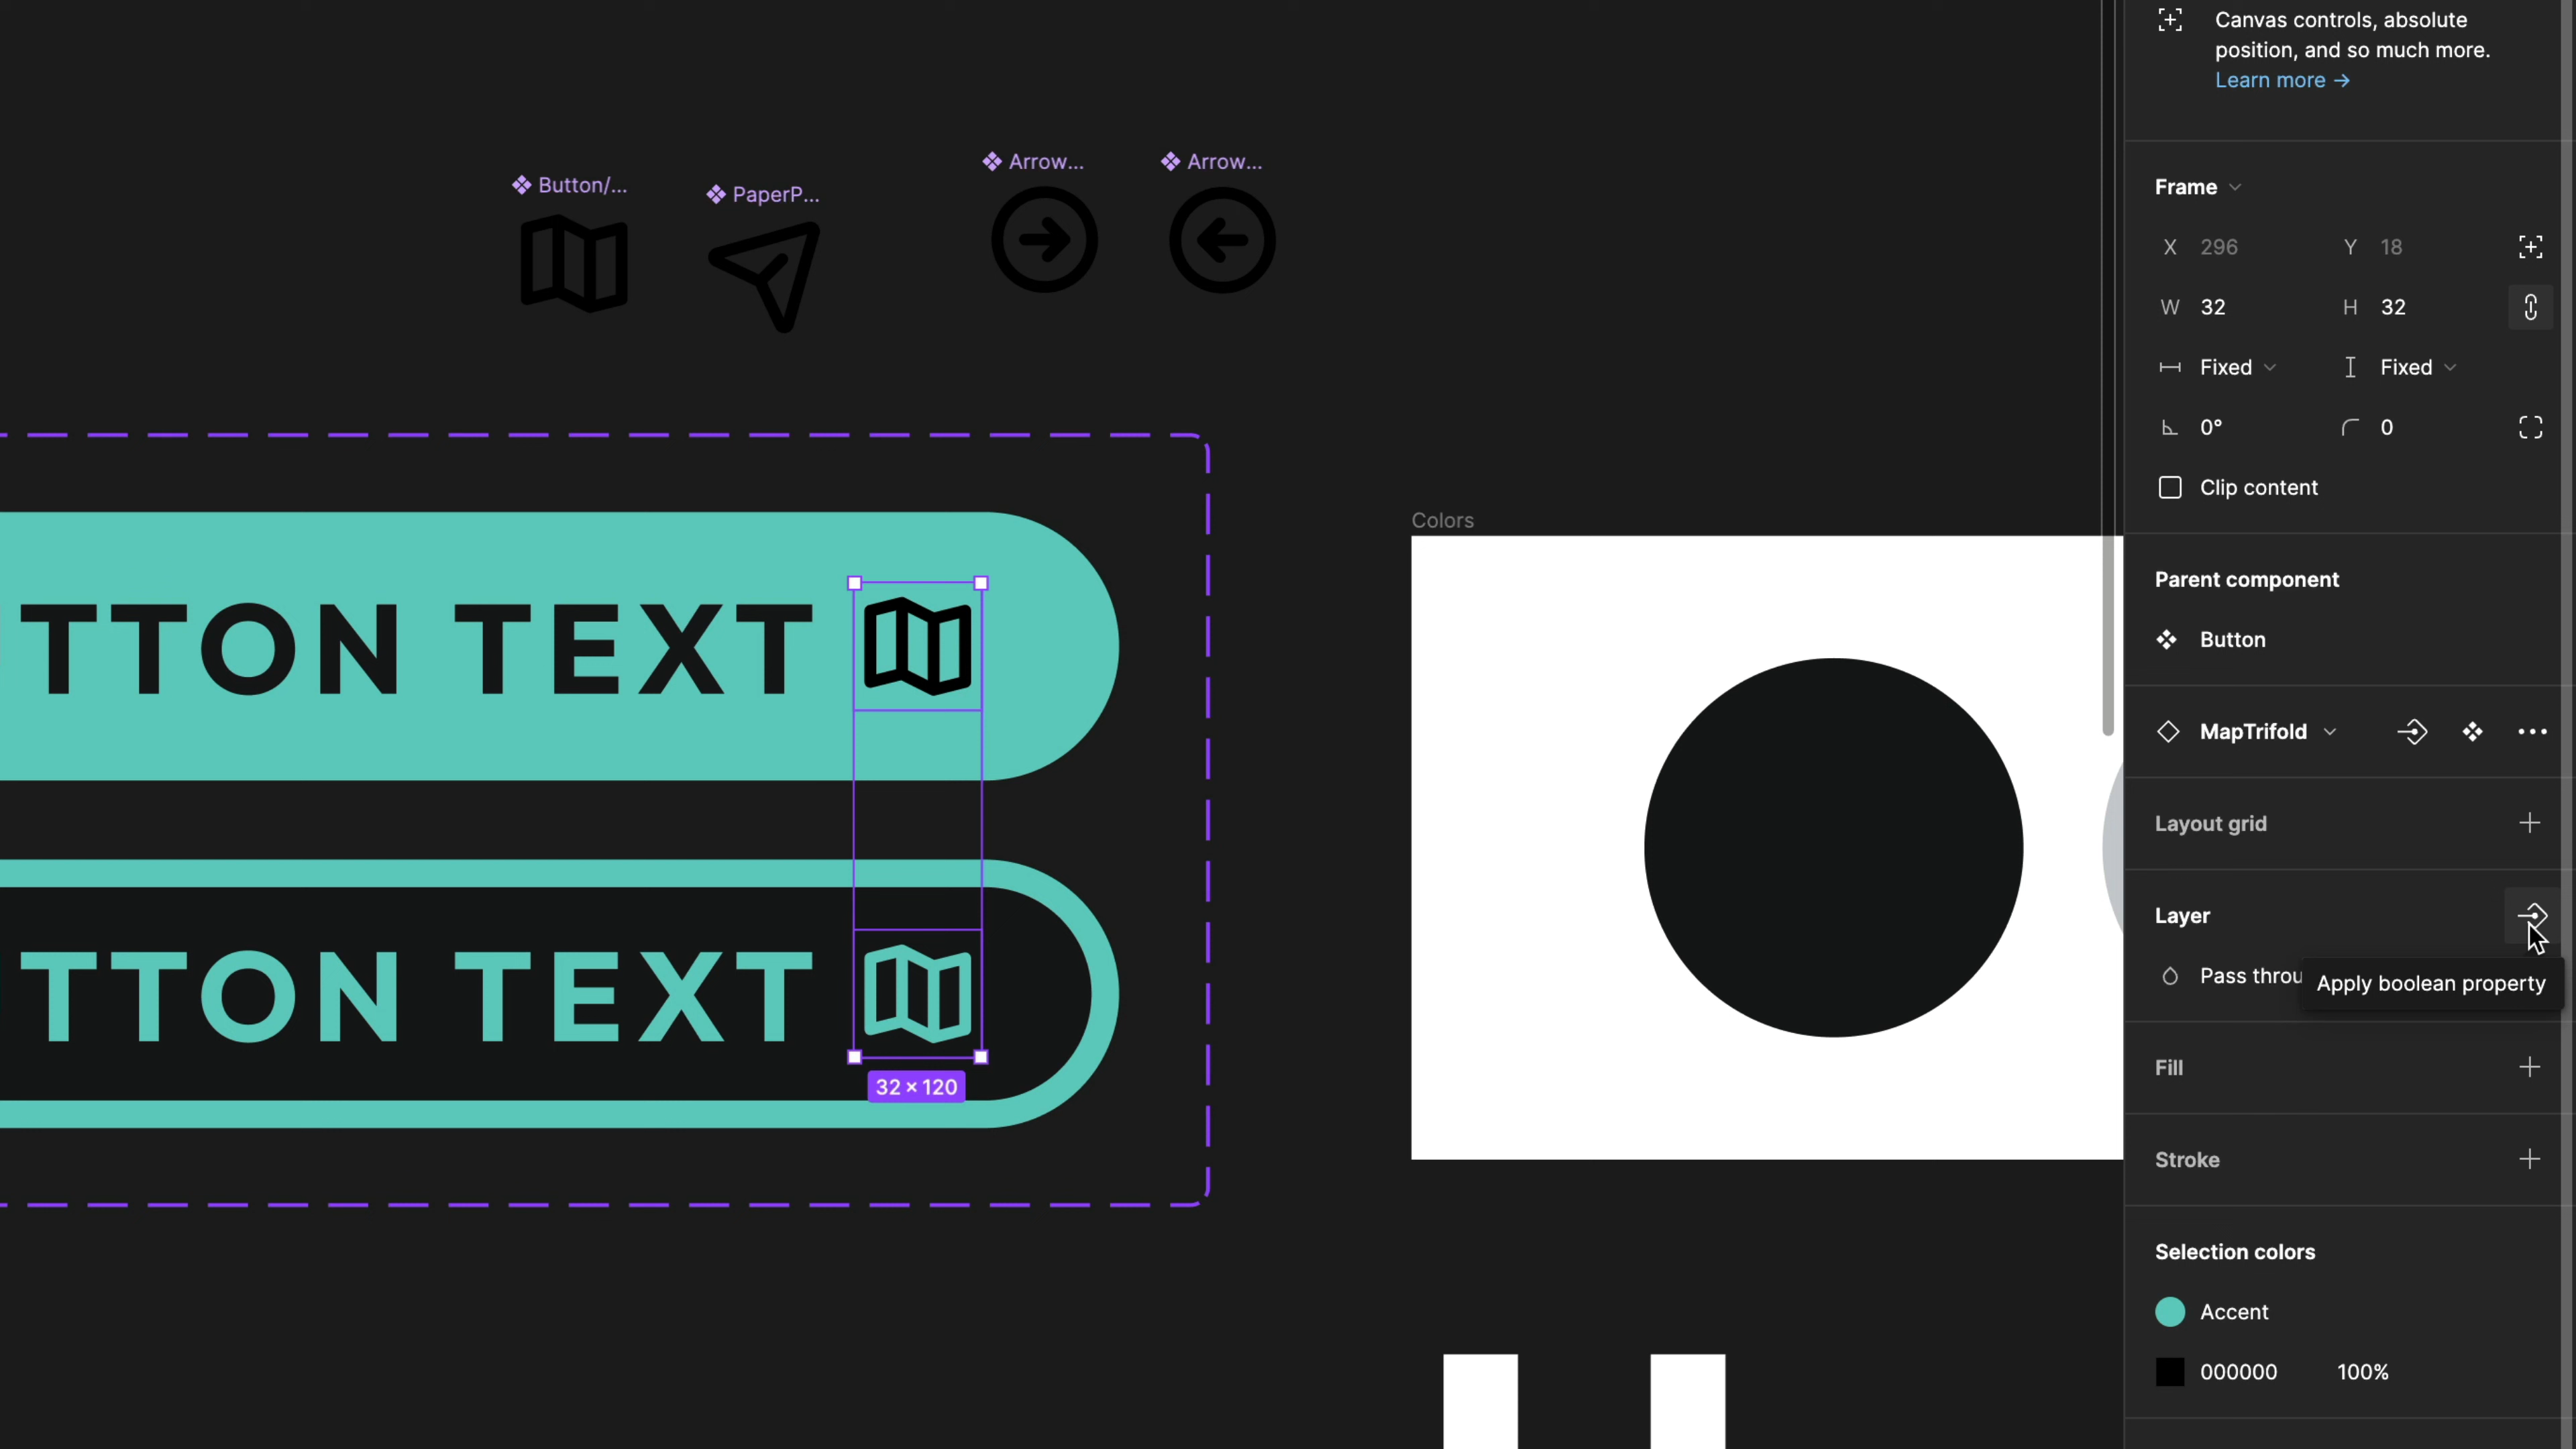 Canvas controls, absolute
position, and so much more.
Learn more →
Button/...
PaperP...
Arrow...
Arrow...
Frame
X 296 Y 18
W 32 H 32
Fixed Fixed
0° 0
Clip content
Colors
Parent component
Button
TTON TEXT
MapTrifold
Layout grid
Layer
Pass throu
Apply boolean property
TTON TEXT
32 × 120
Fill
Stroke
Selection colors
Accent
000000 100%